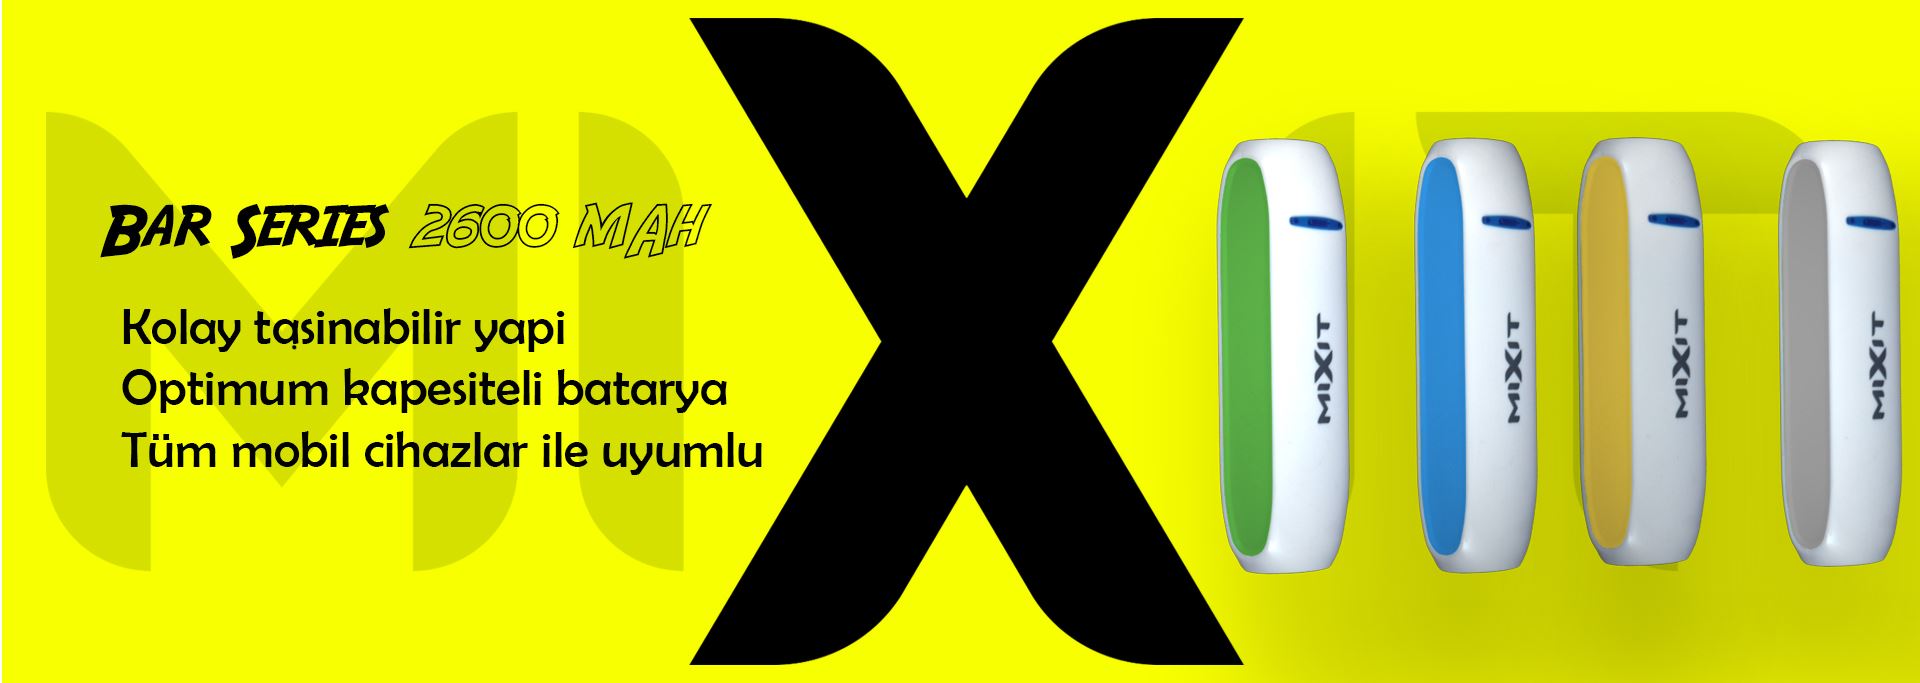 MIXIT
BAR SERIES 2600 MAH
Kolay taşinabilir yapi
Optimum kapesiteli batarya
Tüm mobil cihazlar ile uyumlu
MIXIT
MIXIT
MIXIT
MIXIT